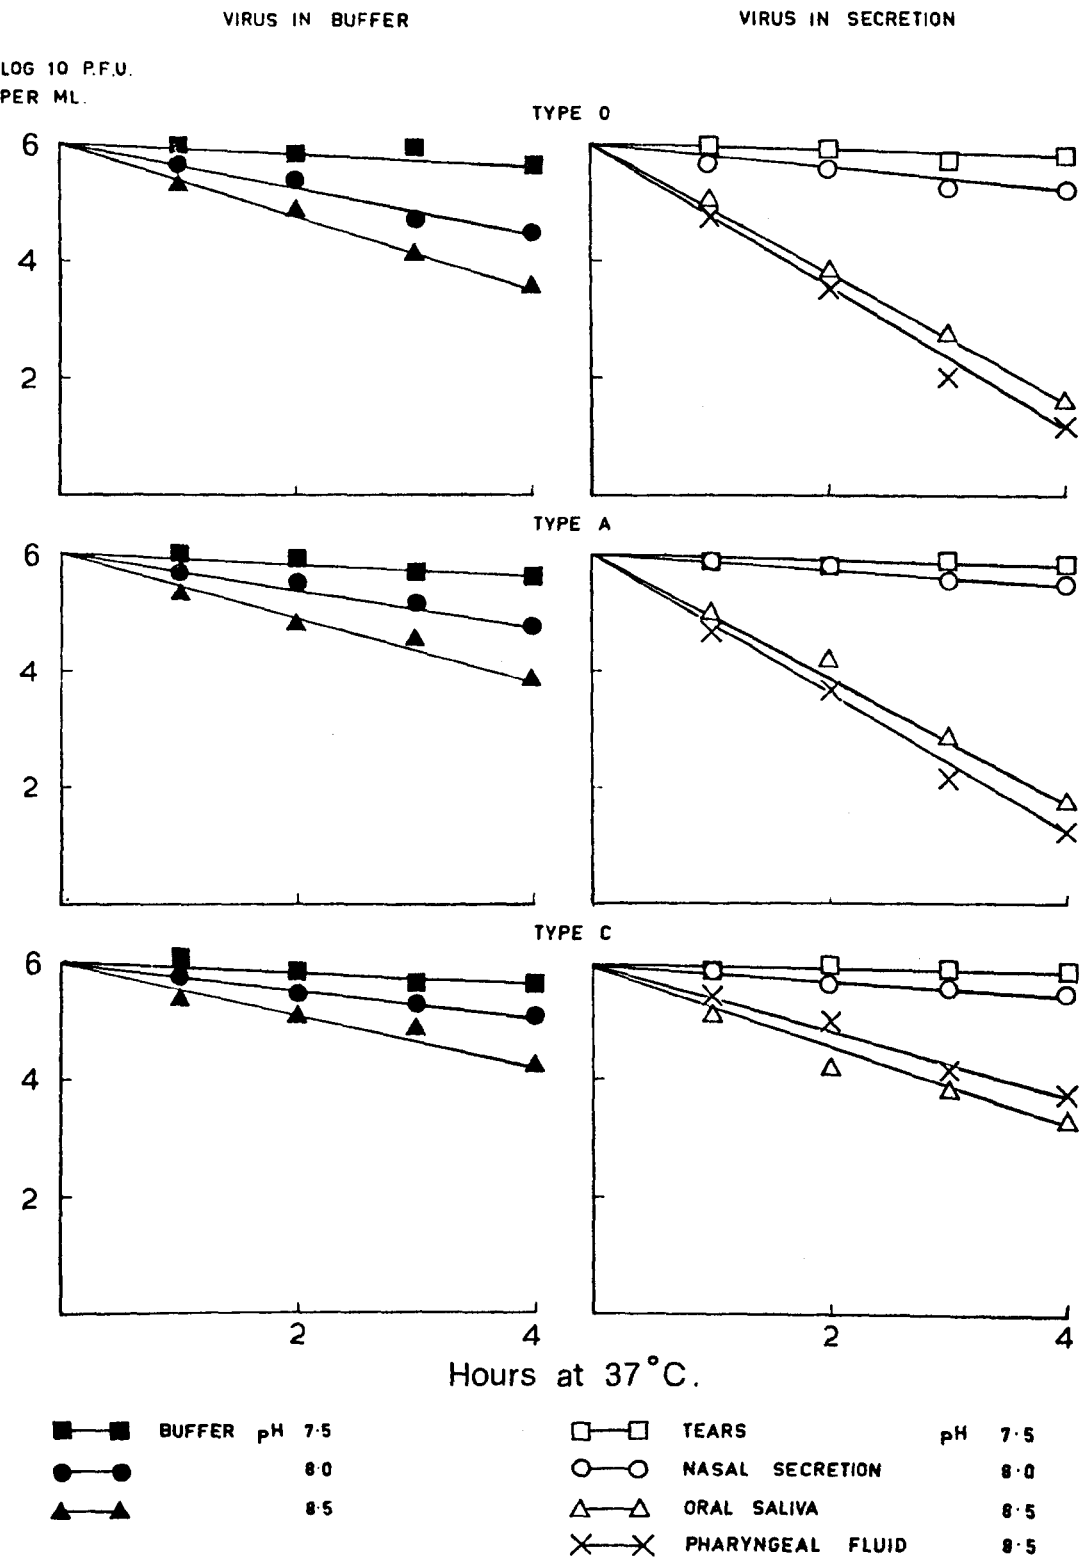 VIRUS IN BUFFER
VIRUS IN SECRETION
LOG 10 P.F.U.
PER ML.
TYPE O
6
4
2
TYPE A
6
4
2
TYPE C
6
4
2
2 4 2 4
Hours at 37°C.
BUFFER pH 7·5
8·0
8·5
TEARS pH 7·5
NASAL SECRETION 8·0
ORAL SALIVA 8·5
PHARYNGEAL FLUID 8·5